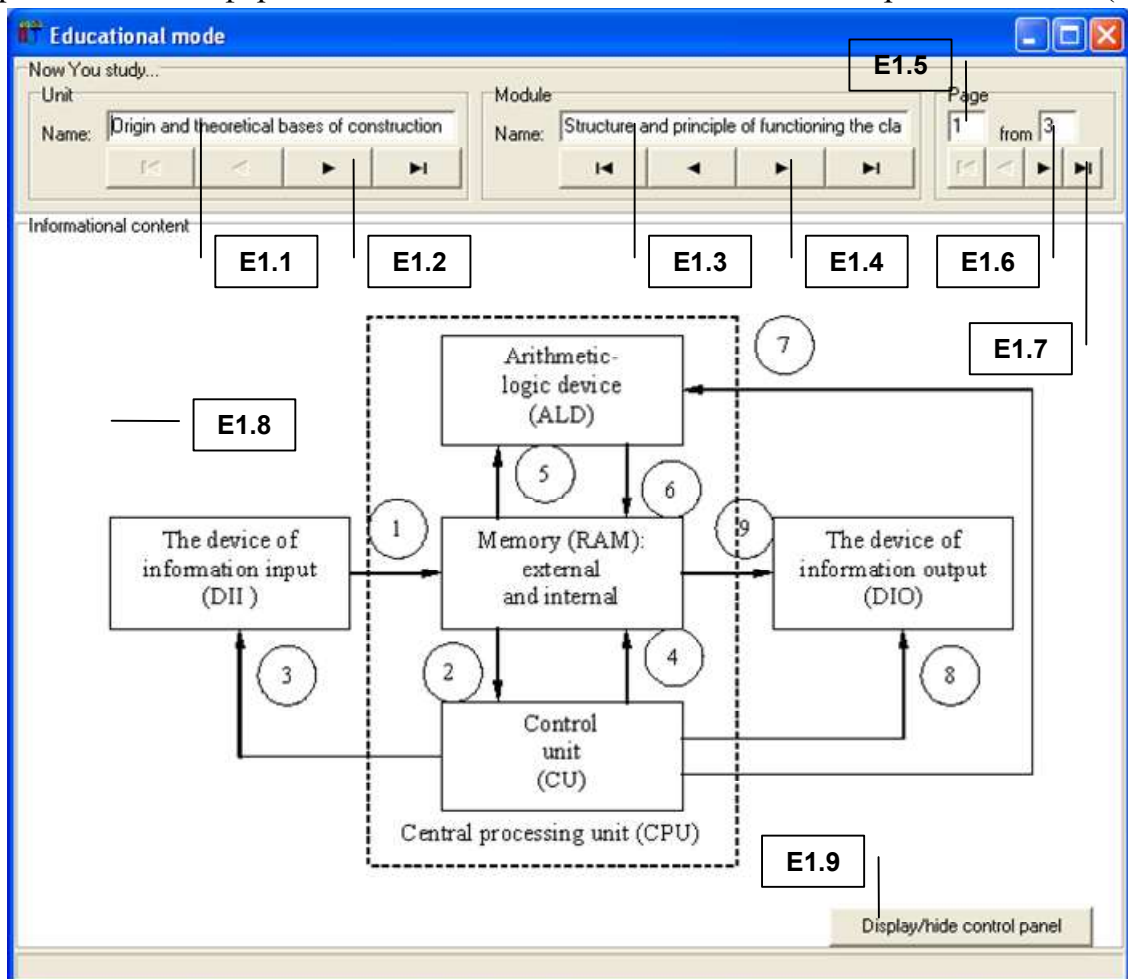 Educational mode
Now You study...
E1.5
Unit
Module
Page
Name: Origin and theoretical bases of construction
Name: Structure and principle of functioning the cla
1 from 3
Informational content
E1.1
E1.2
E1.3
E1.4
E1.6
E1.7
E1.8
Arithmetic-
logic device
(ALD)
7
5
6
1
9
The device of
information input
(DII )
Memory (RAM):
external
and internal
The device of
information output
(DIO)
3
2
4
8
Control
unit
(CU)
Central processing unit (CPU)
E1.9
Display/hide control panel